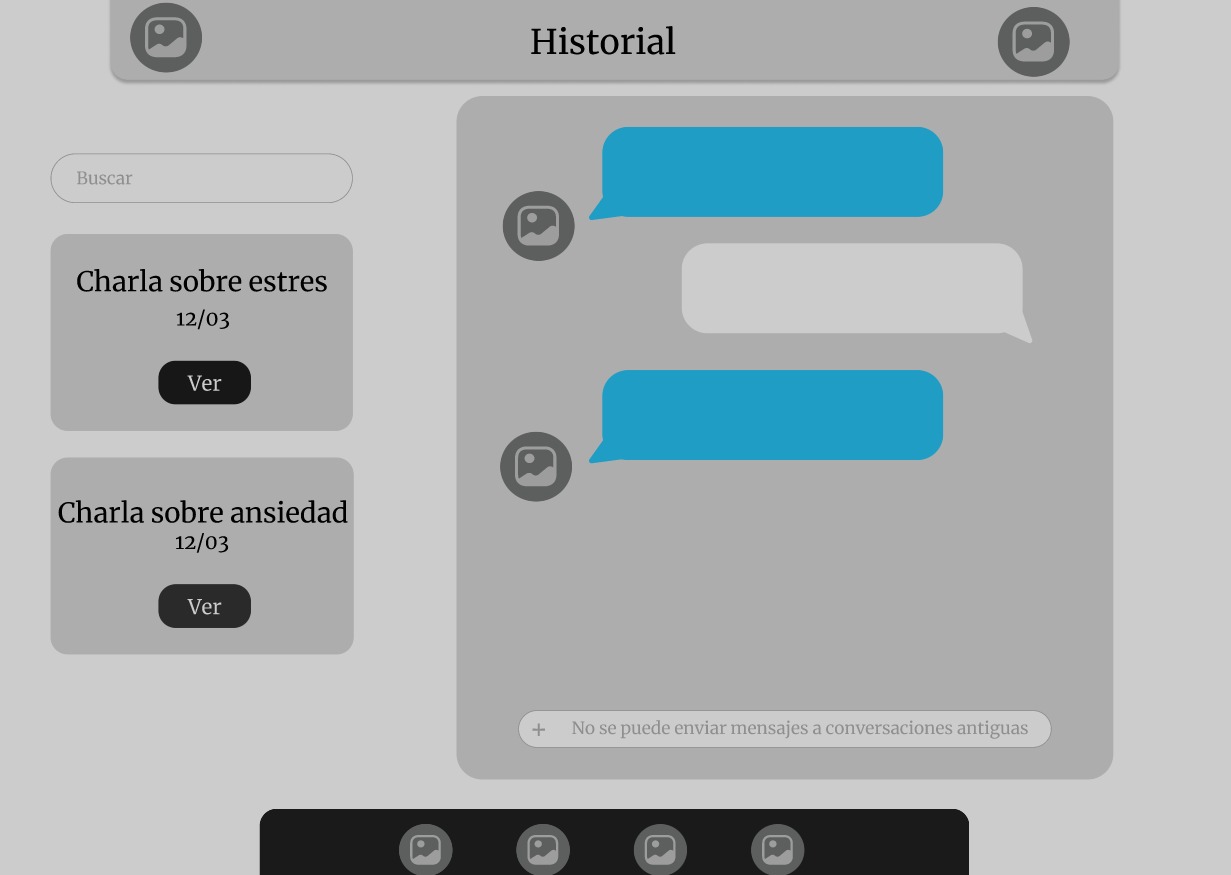 Historial
Buscar
Charla sobre estres
12/03
Ver
Charla sobre ansiedad
12/03
Ver
+ No se puede enviar mensajes a conversaciones antiguas